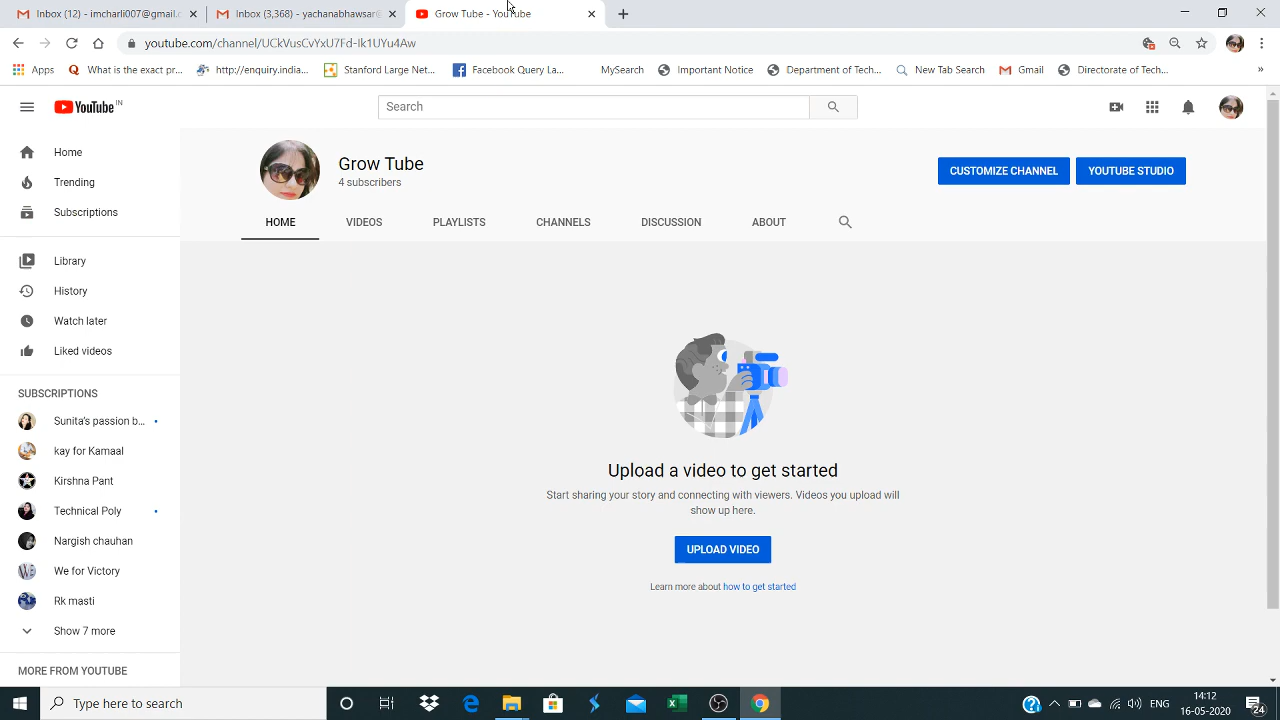 Inbox (12) - imcharli007@gmail.c
Inbox (3,368) - yachanabhawsark
Grow Tube - YouTube
youtube.com/channel/UCkVusCvYxU7Fd-Ik1UYu4Aw
Apps
What is the exact pr...
http://enquiry.india...
Stanford Large Net...
Facebook Query La...
MySearch
Important Notice
Department of Tech...
New Tab Search
Gmail
Directorate of Tech...
»
YouTube IN
Search
Home
Trending
Subscriptions
Library
History
Watch later
Liked videos
SUBSCRIPTIONS
Sunita's passion b...
kay for Kamaal
Kirshna Pant
Technical Poly
Nargish chauhan
We for Victory
Rk masti
Show 7 more
MORE FROM YOUTUBE
Grow Tube
4 subscribers
CUSTOMIZE CHANNEL
YOUTUBE STUDIO
HOME VIDEOS PLAYLISTS CHANNELS DISCUSSION ABOUT
Upload a video to get started
Start sharing your story and connecting with viewers. Videos you upload will
show up here.
UPLOAD VIDEO
Learn more about how to get started
Type here to search
ENG
14:12
16-05-2020
24